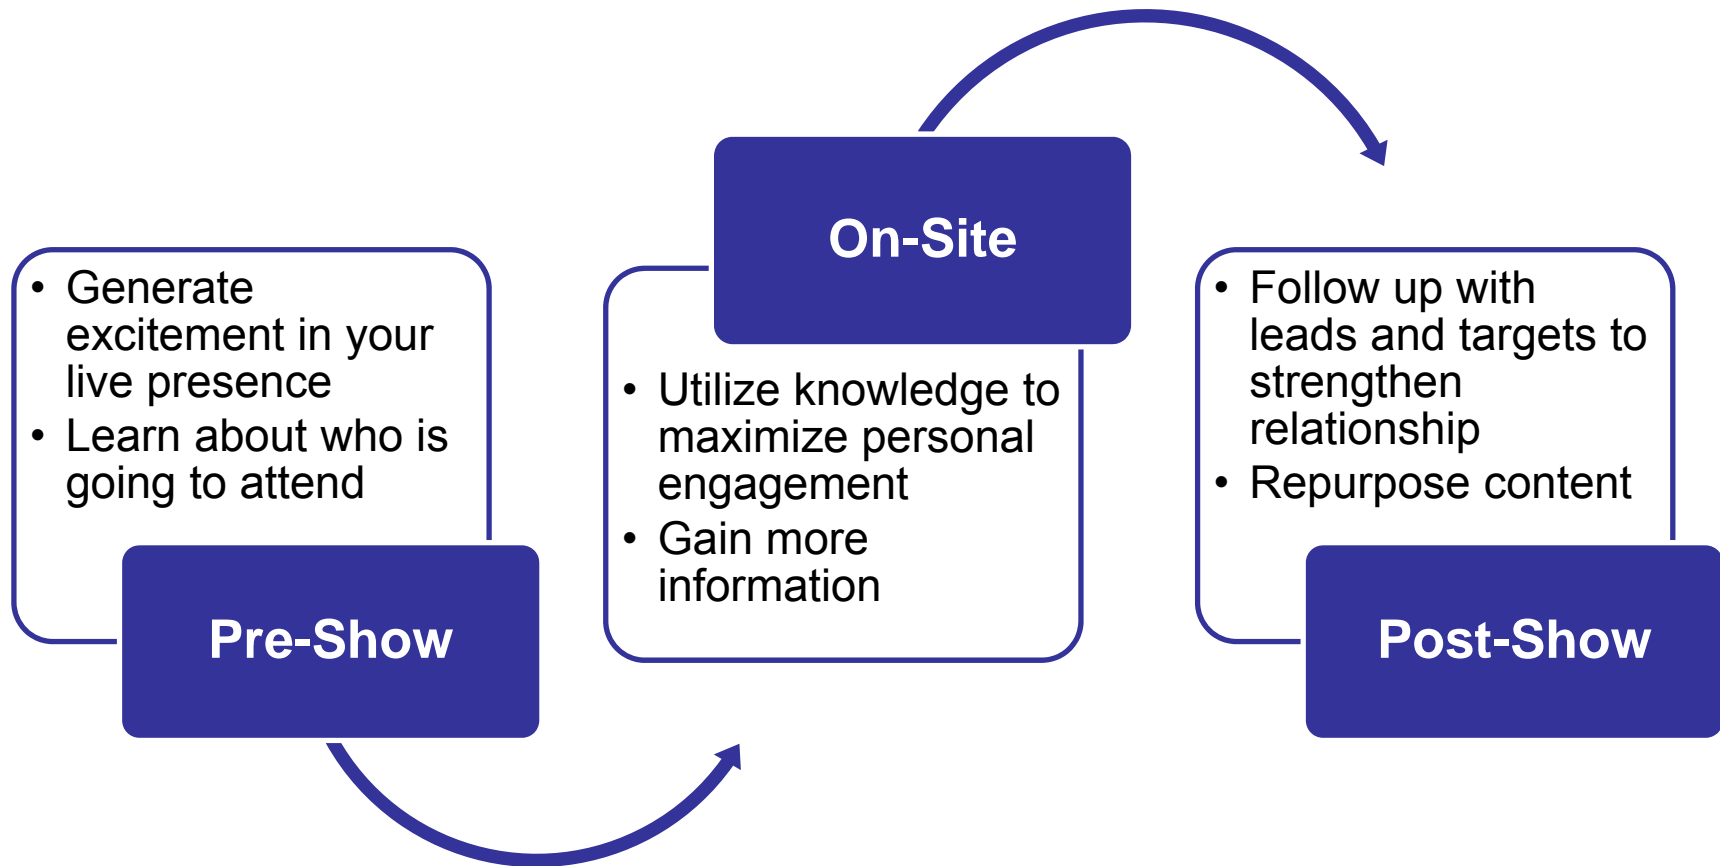 • Generate
excitement in your
live presence
• Learn about who is
going to attend
Pre-Show
On-Site
• Utilize knowledge to
maximize personal
engagement
• Gain more
information
• Follow up with
leads and targets to
strengthen
relationship
• Repurpose content
Post-Show